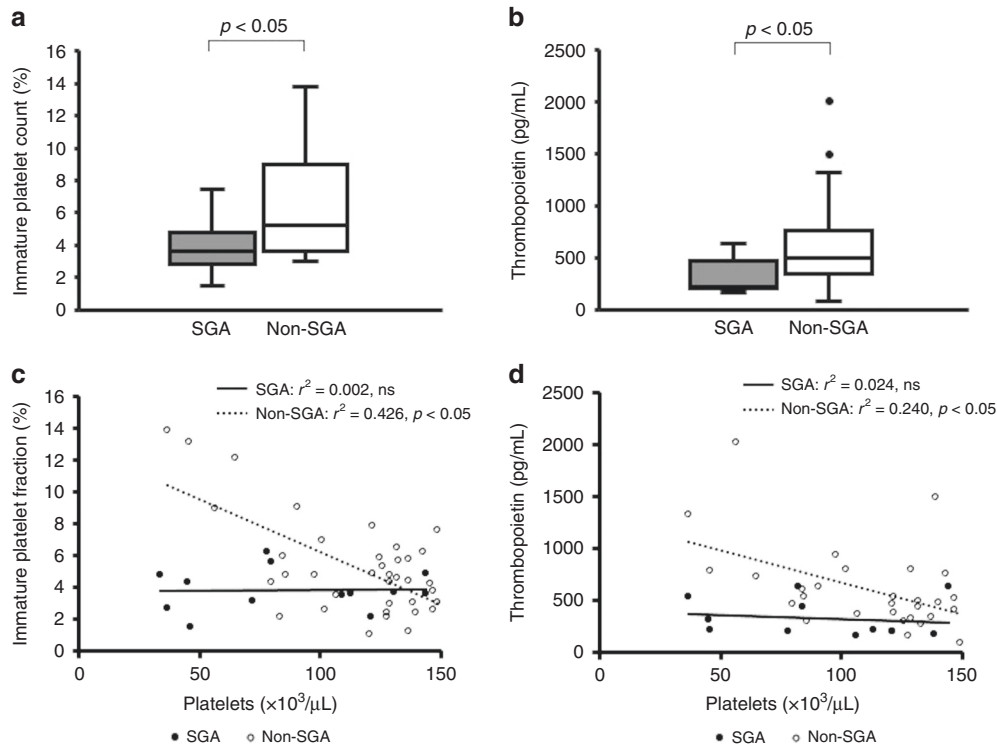 a
p < 0.05
Immature platelet count (%)
16
14
12
10
8
6
4
2
0
SGA Non-SGA
b
p < 0.05
Thrombopoietin (pg/mL)
2500
2000
1500
1000
500
0
SGA Non-SGA
c
SGA: r² = 0.002, ns
Non-SGA: r² = 0.426, p < 0.05
Immature platelet fraction (%)
16
14
12
10
8
6
4
2
0
0 50 100 150
Platelets (×10³/µL)
SGA Non-SGA
d
SGA: r² = 0.024, ns
Non-SGA: r² = 0.240, p < 0.05
Thrombopoietin (pg/mL)
2500
2000
1500
1000
500
0
0 50 100 150
Platelets (×10³/µL)
SGA Non-SGA